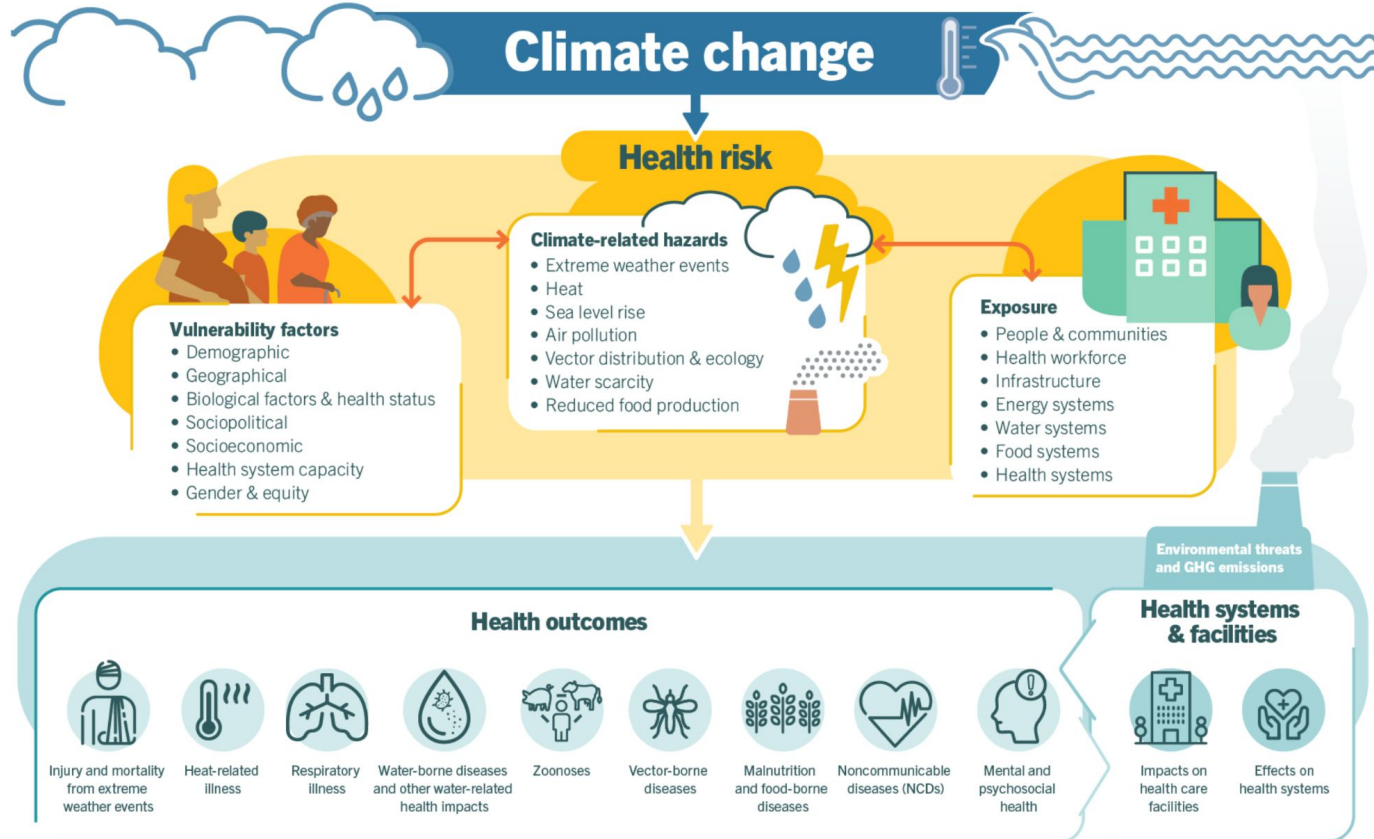 Climate change
Health risk
Vulnerability factors
• Demographic
• Geographical
• Biological factors & health status
• Sociopolitical
• Socioeconomic
• Health system capacity
• Gender & equity
Climate-related hazards
• Extreme weather events
• Heat
• Sea level rise
• Air pollution
• Vector distribution & ecology
• Water scarcity
• Reduced food production
Exposure
• People & communities
• Health workforce
• Infrastructure
• Energy systems
• Water systems
• Food systems
• Health systems
Environmental threats
and GHG emissions
Health outcomes
Injury and mortality
from extreme
weather events
Heat-related
illness
Respiratory
illness
Water-borne diseases
and other water-related
health impacts
Zoonoses
Vector-borne
diseases
Malnutrition
and food-borne
diseases
Noncommunicable
diseases (NCDs)
Mental and
psychosocial
health
Health systems
& facilities
Impacts on
health care
facilities
Effects on
health systems